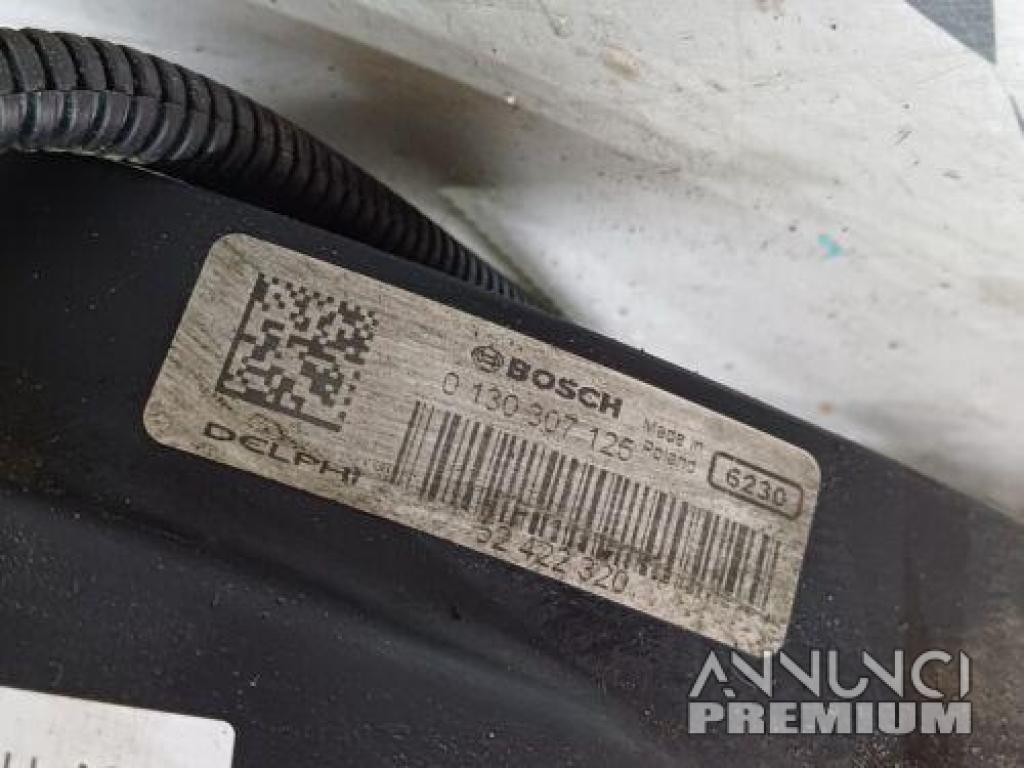 BOSCH
0 130 307 125
Made in
Poland
6230
DELPHI
52 422 320
ANNUNCI
PREMIUM